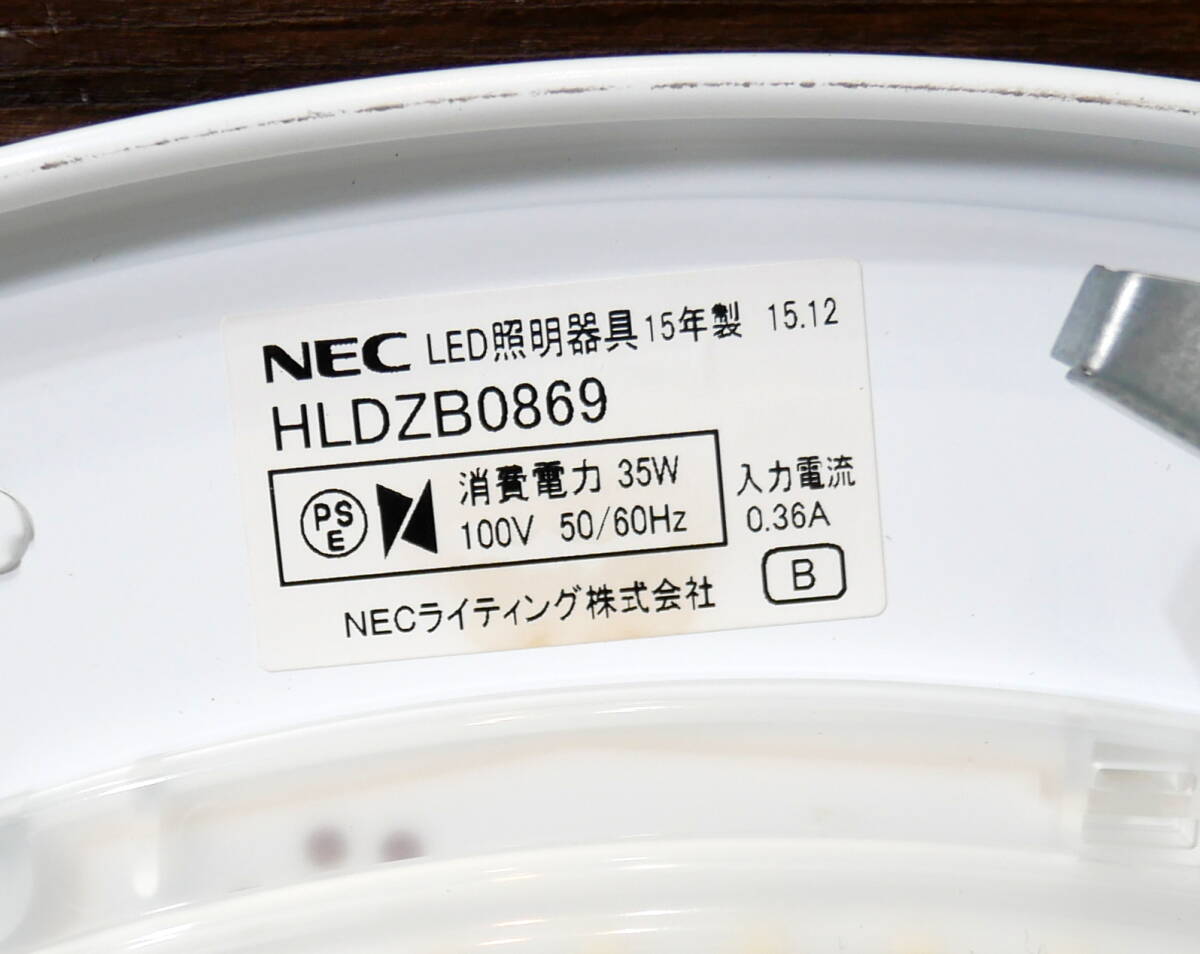 NEC LED照明器具 15年製 15.12
HLDZB0869
PSE 消費電力 35W
100V 50/60Hz
入力電流
0.36A
NECライティング株式会社
B